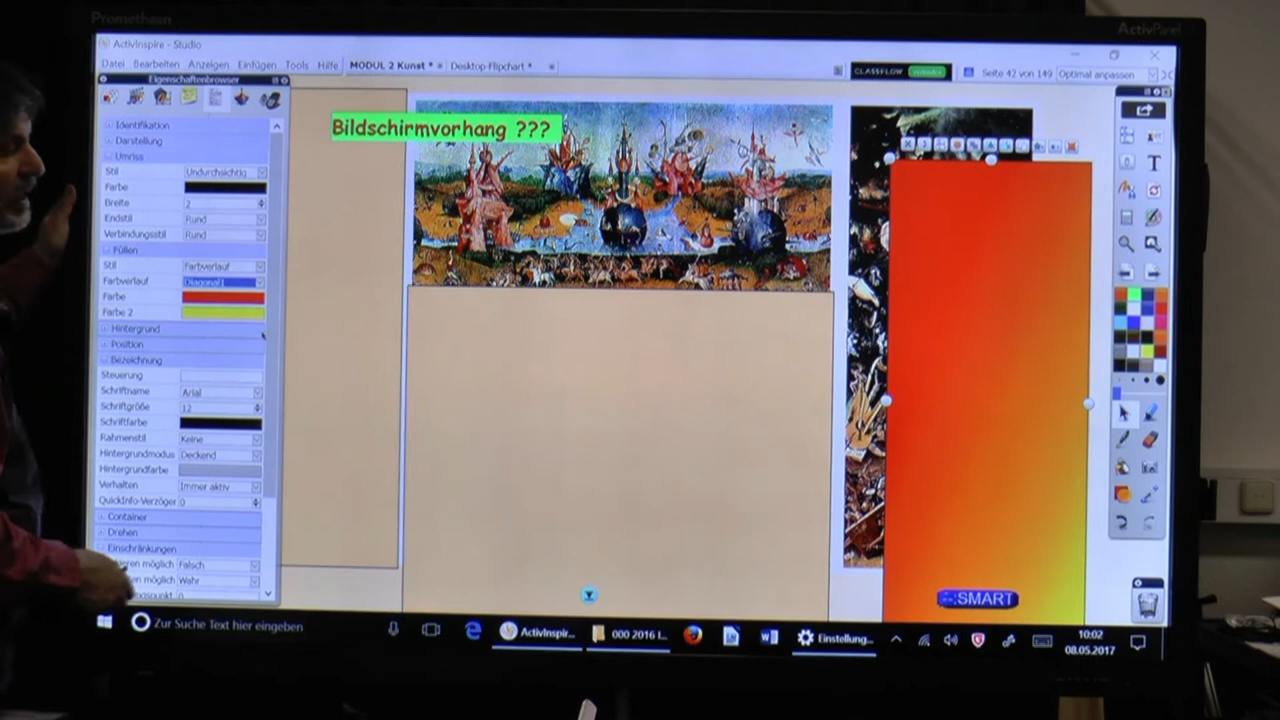 Promethean
ActivPanel
ActivInspire - Studio
Datei Bearbeiten Anzeigen Einfügen Tools Hilfe MODUL 2 Kunst * Desktop-Flipchart *
CLASSFLOW
Seite 42 von 149 Optimal anpassen
Eigenschaftenbrowser
Identifikation
Darstellung
Umriss
Stil Undurchsichtig
Farbe
Breite 2
Endstil Rund
Verbindungsstil Rund
Füllen
Stil Farbverlauf
Farbverlauf Diagonal1
Farbe
Farbe 2
Hintergrund
Position
Bezeichnung
Steuerung
Schriftname Arial
Schriftgröße 12
Schriftfarbe
Rahmenstil Keine
Hintergrundmodus Deckend
Hintergrundfarbe
Verhalten Immer aktiv
QuickInfo-Verzöger 0
Container
Drehen
Einschränkungen
möglich Falsch
möglich Wahr
Bildschirmvorhang ???
T
SMART
Zur Suche Text hier eingeben
ActivInspir...
000 2016 I...
Einstellung...
10:02
08.05.2017